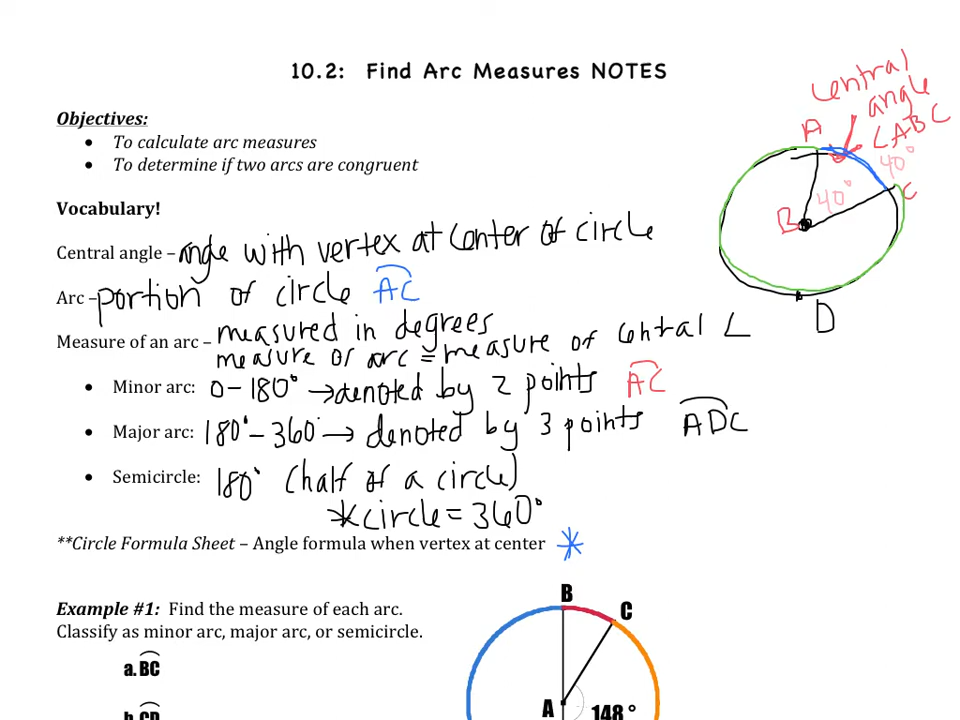 10.2: Find Arc Measures NOTES
Objectives:
• To calculate arc measures
• To determine if two arcs are congruent
Vocabulary!
Central angle – angle with vertex at center of circle
Arc – portion of circle AC
Measure of an arc – measured in degrees
measure of arc = measure of central ∠
• Minor arc: 0-180° → denoted by 2 points AC
• Major arc: 180°-360° → denoted by 3 points ADC
• Semicircle: 180° (half of a circle)
*circle = 360°
**Circle Formula Sheet – Angle formula when vertex at center *
central
angle
∠ABC
A
40°
40°
B
C
D
Example #1: Find the measure of each arc.
Classify as minor arc, major arc, or semicircle.
a. BC
b. CD
B
C
A
148°